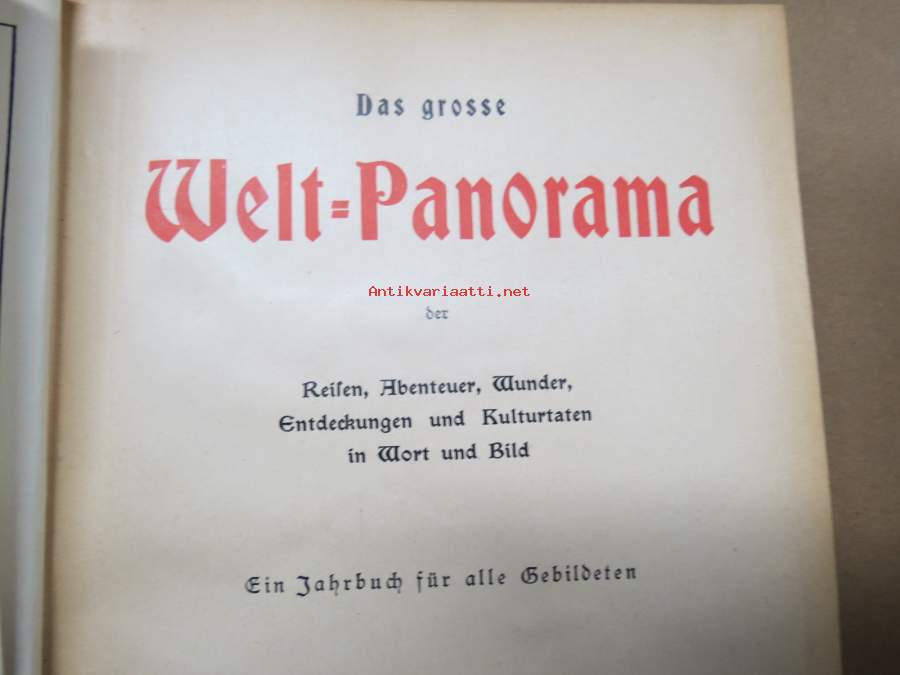 Das grosse
Welt=Panorama
Antikvariaatti.net
der
Reiſen, Abenteuer, Wunder,
Entdeckungen und Kulturtaten
in Wort und Bild
Ein Jahrbuch für alle Gebildeten